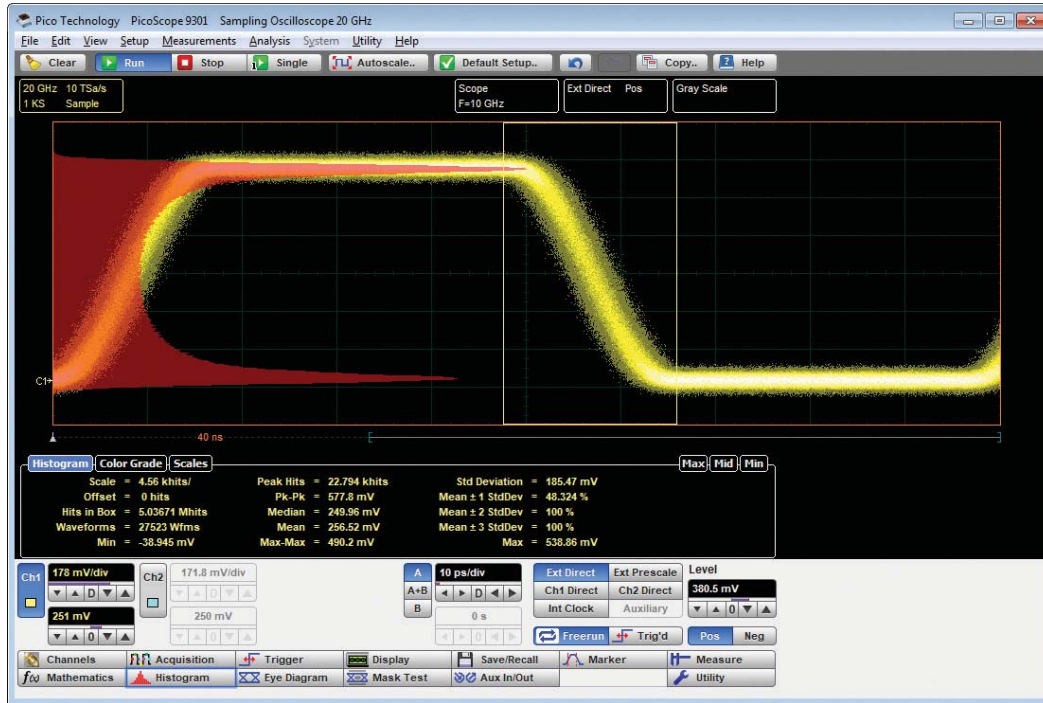 Pico Technology PicoScope 9301 Sampling Oscilloscope 20 GHz
File Edit View Setup Measurements Analysis System Utility Help
Clear Run Stop Single Autoscale.. Default Setup.. Copy.. Help
20 GHz 10 TSa/s
1 KS Sample
Scope
F=10 GHz
Ext Direct Pos
Gray Scale
C1
40 ns
Histogram Color Grade Scales Max Mid Min
Scale = 4.56 khits/ Peak Hits = 22.794 khits Std Deviation = 185.47 mV
Offset = 0 hits Pk-Pk = 577.8 mV Mean ± 1 StdDev = 48.324 %
Hits in Box = 5.03671 Mhits Median = 249.96 mV Mean ± 2 StdDev = 100 %
Waveforms = 27523 Wfms Mean = 256.52 mV Mean ± 3 StdDev = 100 %
Min = -38.945 mV Max-Max = 490.2 mV Max = 538.86 mV
Ch1 178 mV/div Ch2 171.8 mV/div A 10 ps/div Ext Direct Ext Prescale Level
D D A+B D Ch1 Direct Ch2 Direct 380.5 mV
251 mV 250 mV B 0 s Int Clock Auxiliary 0
0 0 0 Freerun Trig'd Pos Neg
Channels Acquisition Trigger Display Save/Recall Marker Measure
f(x) Mathematics Histogram Eye Diagram Mask Test Aux In/Out Utility